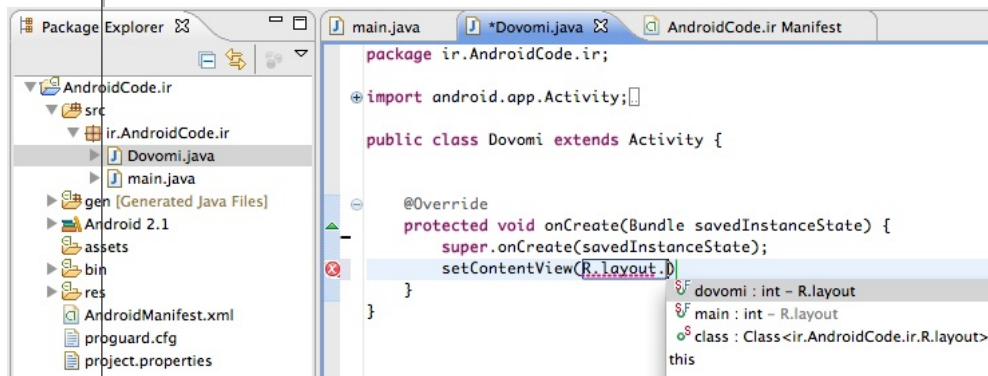 Package Explorer
main.java
*Dovomi.java
AndroidCode.ir Manifest
AndroidCode.ir
src
ir.AndroidCode.ir
Dovomi.java
main.java
gen [Generated Java Files]
Android 2.1
assets
bin
res
AndroidManifest.xml
proguard.cfg
project.properties
package ir.AndroidCode.ir;
import android.app.Activity;
public class Dovomi extends Activity {
@Override
protected void onCreate(Bundle savedInstanceState) {
super.onCreate(savedInstanceState);
setContentView(R.layout.)
}
}
dovomi : int – R.layout
main : int – R.layout
class : Class<ir.AndroidCode.ir.R.layout>
this